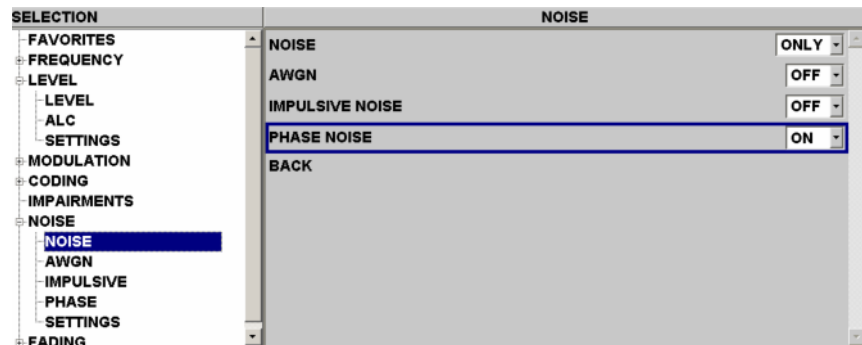 SELECTION
FAVORITES
FREQUENCY
LEVEL
LEVEL
ALC
SETTINGS
MODULATION
CODING
IMPAIRMENTS
NOISE
NOISE
AWGN
IMPULSIVE
PHASE
SETTINGS
FADING
NOISE
NOISE ONLY
AWGN OFF
IMPULSIVE NOISE OFF
PHASE NOISE ON
BACK